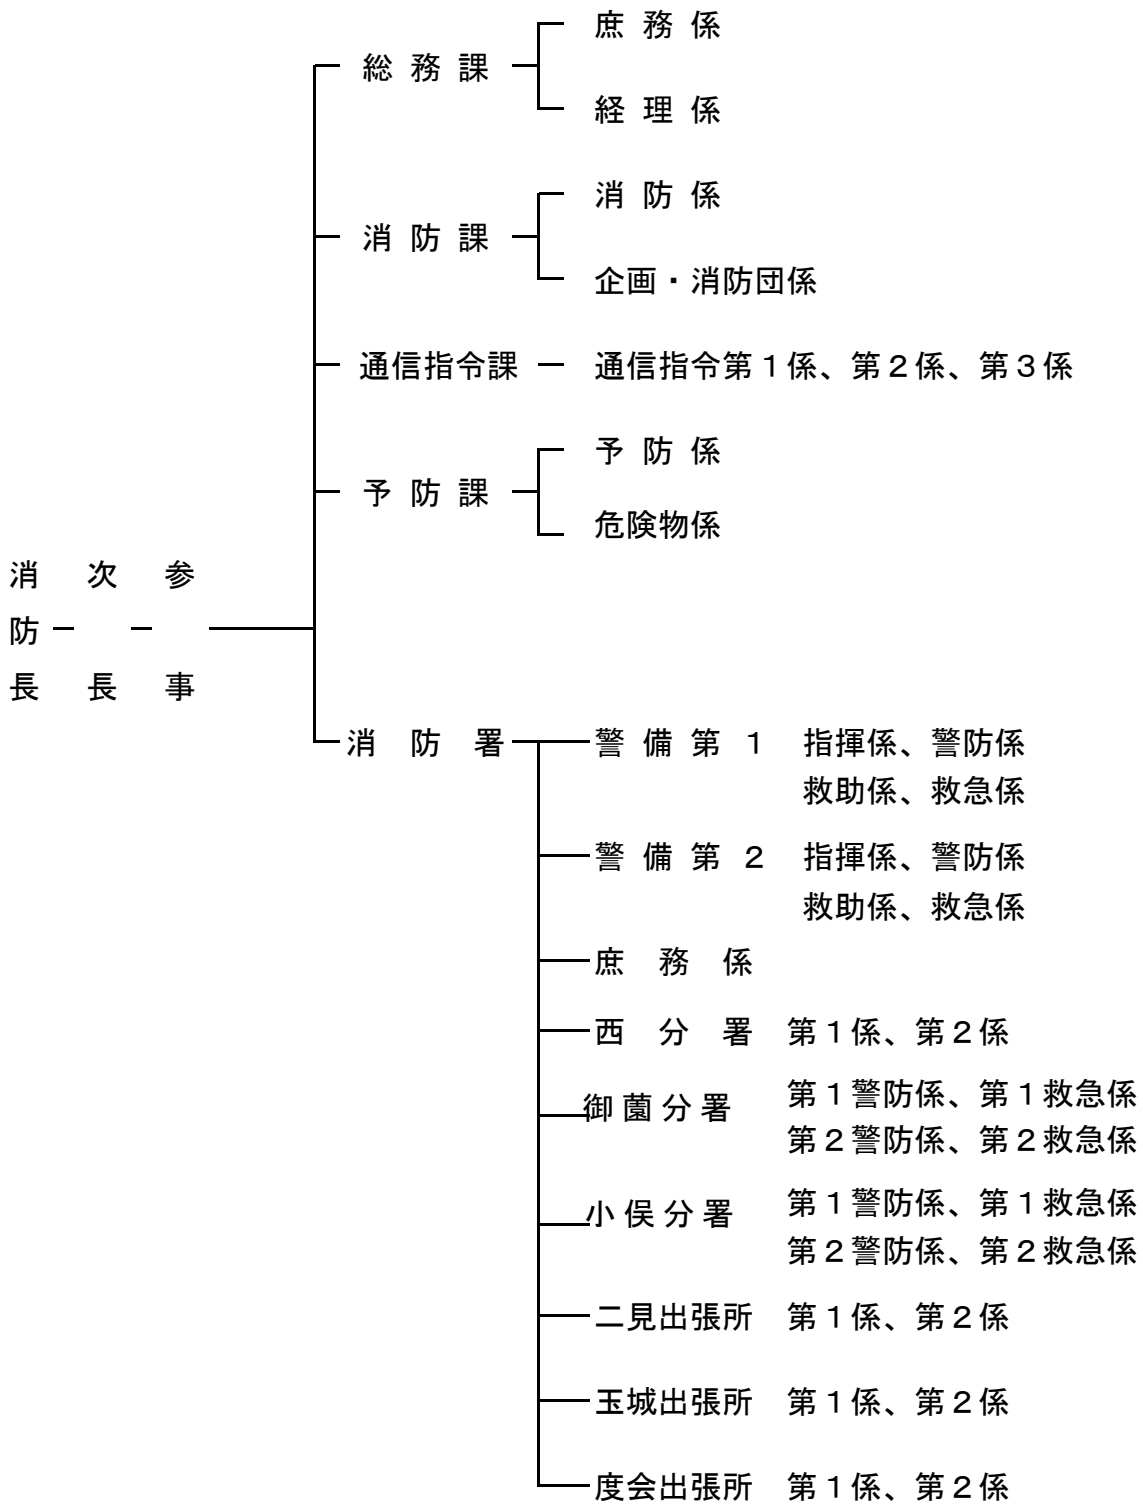 総務課
庶務係
経理係
消防課
消防係
企画・消防団係
通信指令課
通信指令第１係、第２係、第３係
予防課
予防係
危険物係
消防長
次長
参事
消防署
警備第１ 指揮係、警防係
救助係、救急係
警備第２ 指揮係、警防係
救助係、救急係
庶務係
西分署 第１係、第２係
御薗分署 第１警防係、第１救急係
第２警防係、第２救急係
小俣分署 第１警防係、第１救急係
第２警防係、第２救急係
二見出張所 第１係、第２係
玉城出張所 第１係、第２係
度会出張所 第１係、第２係